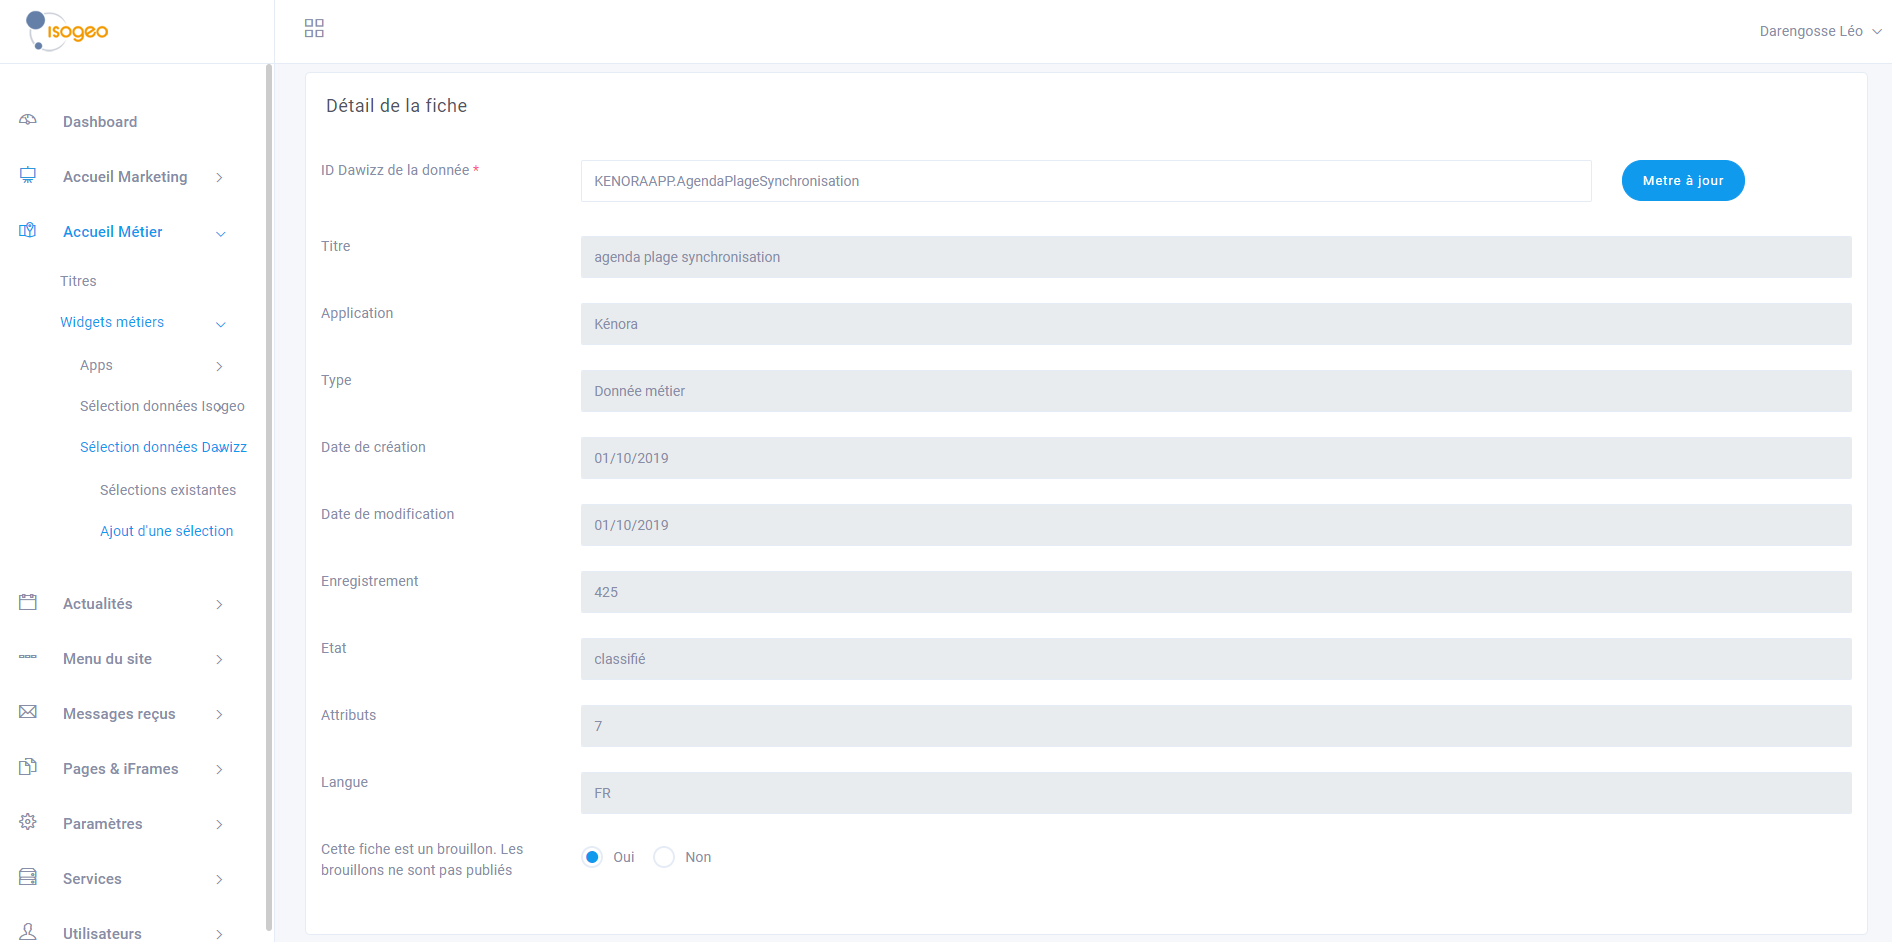 isogeo
Darengosse Léo
Dashboard
Accueil Marketing
Accueil Métier
Titres
Widgets métiers
Apps
Sélection données Isogeo
Sélection données Dawizz
Sélections existantes
Ajout d'une sélection
Actualités
Menu du site
Messages reçus
Pages & iFrames
Paramètres
Services
Utilisateurs
Détail de la fiche
ID Dawizz de la donnée *
KENORAAPP.AgendaPlageSynchronisation
Metre à jour
Titre
agenda plage synchronisation
Application
Kénora
Type
Donnée métier
Date de création
01/10/2019
Date de modification
01/10/2019
Enregistrement
425
Etat
classifié
Attributs
7
Langue
FR
Cette fiche est un brouillon. Les
brouillons ne sont pas publiés
Oui
Non